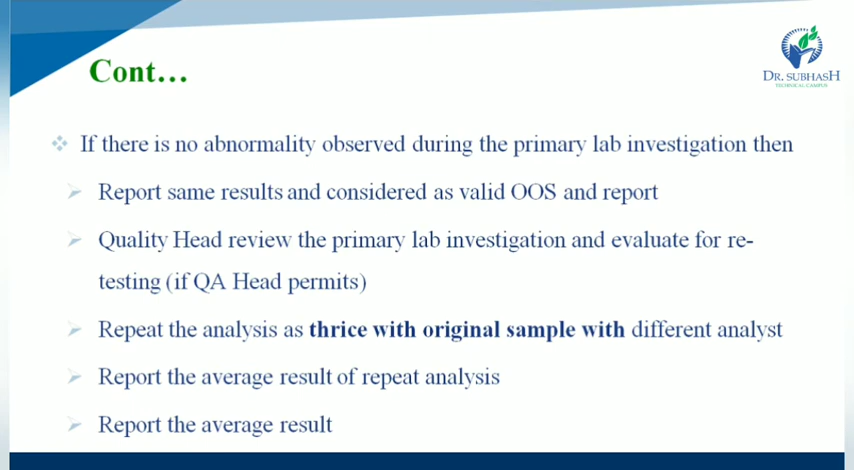 Cont…
DR. SUBHASH
TECHNICAL CAMPUS
If there is no abnormality observed during the primary lab investigation then
Report same results and considered as valid OOS and report
Quality Head review the primary lab investigation and evaluate for re-
testing (if QA Head permits)
Repeat the analysis as thrice with original sample with different analyst
Report the average result of repeat analysis
Report the average result